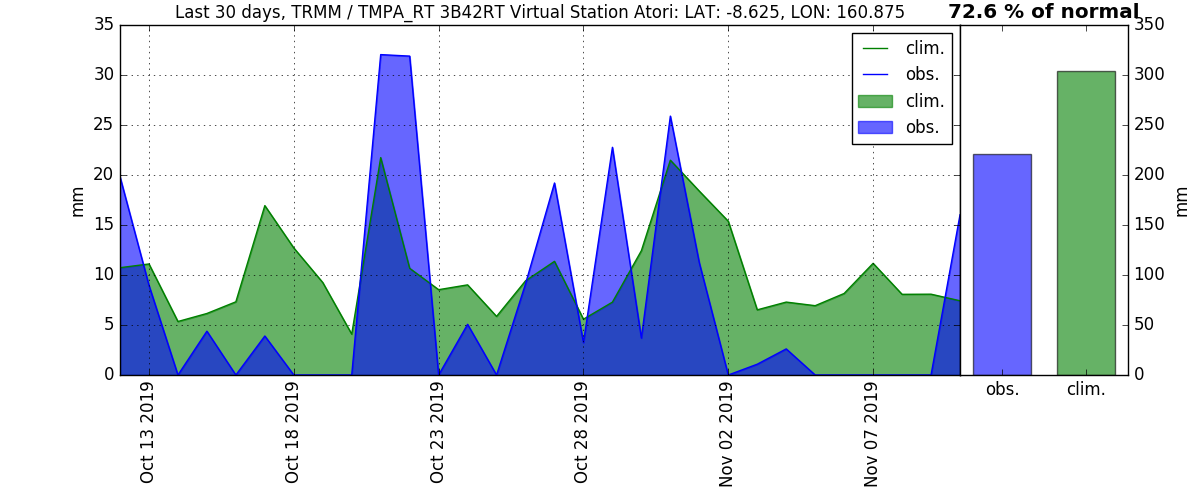 Last 30 days, TRMM / TMPA_RT 3B42RT Virtual Station Atori: LAT: -8.625, LON: 160.875
72.6 % of normal
35
30
25
20
15
10
5
0
mm
clim.
obs.
clim.
obs.
350
300
250
200
150
100
50
0
mm
Oct 13 2019
Oct 18 2019
Oct 23 2019
Oct 28 2019
Nov 02 2019
Nov 07 2019
obs.
clim.